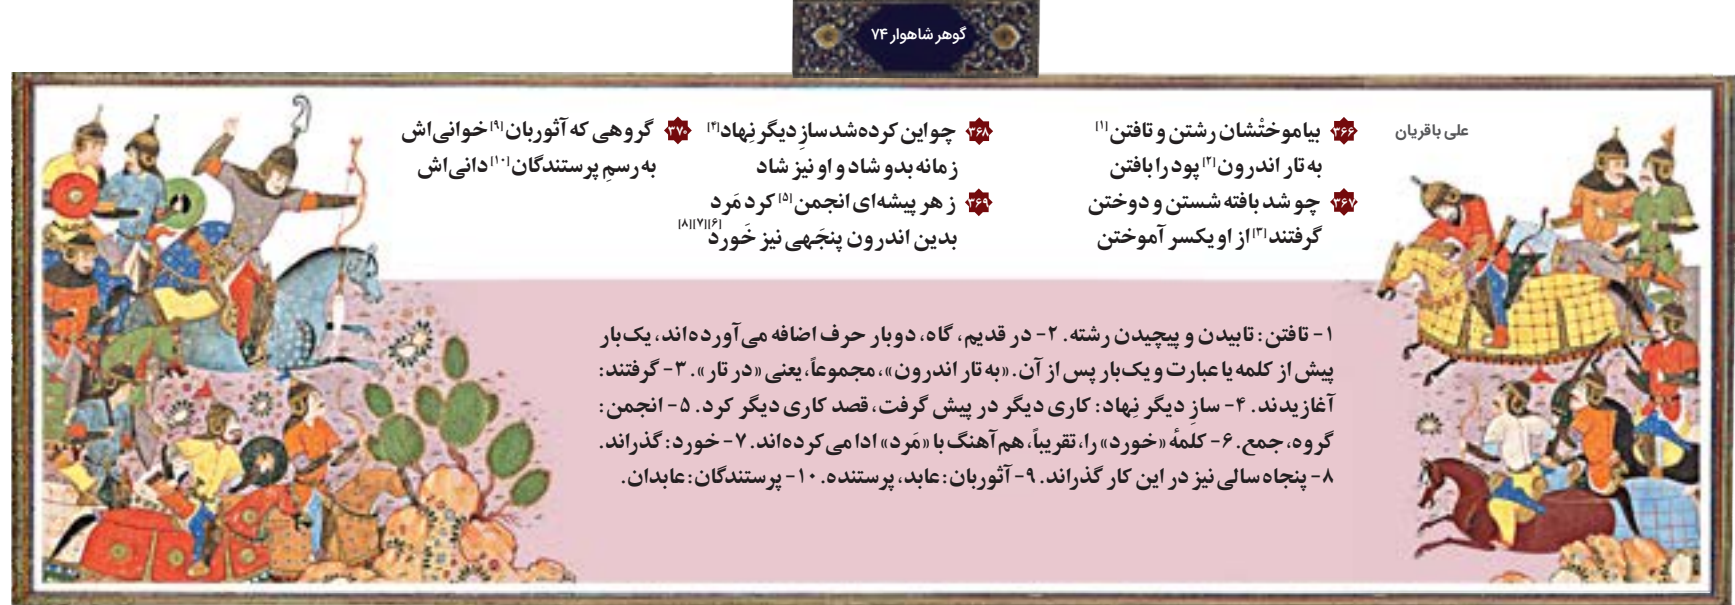 گوهر شاهوار ۷۴
علی باقریان
۳۶۶ بیاموختْشان رشتن و تافتن[۱]
به تار اندرون[۲] پود را بافتن
۳۶۷ چو شد بافته شستن و دوختن
گرفتند[۳] از او یکسر آموختن
۳۶۸ چو این کرده شد سازِ دیگر نِهاد[۴]
زمانه بدو شاد و او نیز شاد
۳۶۹ ز هر پیشه‌ای انجمن[۵] کرد مَرد
بدین اندرون پنجَهی نیز خَورد[۶][۷][۸]
۳۷۰ گروهی که آثوربان[۹] خوانی‌اش
به رسمِ پرستندگان[۱۰] دانی‌اش
۱- تافتن: تابیدن و پیچیدن رشته. ۲- در قدیم، گاه، دوبار حرف اضافه می‌آورده‌اند، یک‌بار
پیش از کلمه یا عبارت و یک‌بار پس از آن. «به تار اندرون»، مجموعاً، یعنی «در تار». ۳- گرفتند:
آغازیدند. ۴- سازِ دیگر نِهاد: کاری دیگر در پیش گرفت، قصد کاری دیگر کرد. ۵- انجمن:
گروه، جمع. ۶- کلمهٔ «خورد» را، تقریباً، هم‌آهنگ با «مَرد» ادا می‌کرده‌اند. ۷- خورد: گذراند.
۸- پنجاه سالی نیز در این کار گذراند. ۹- آثوربان: عابد، پرستنده. ۱۰- پرستندگان: عابدان.